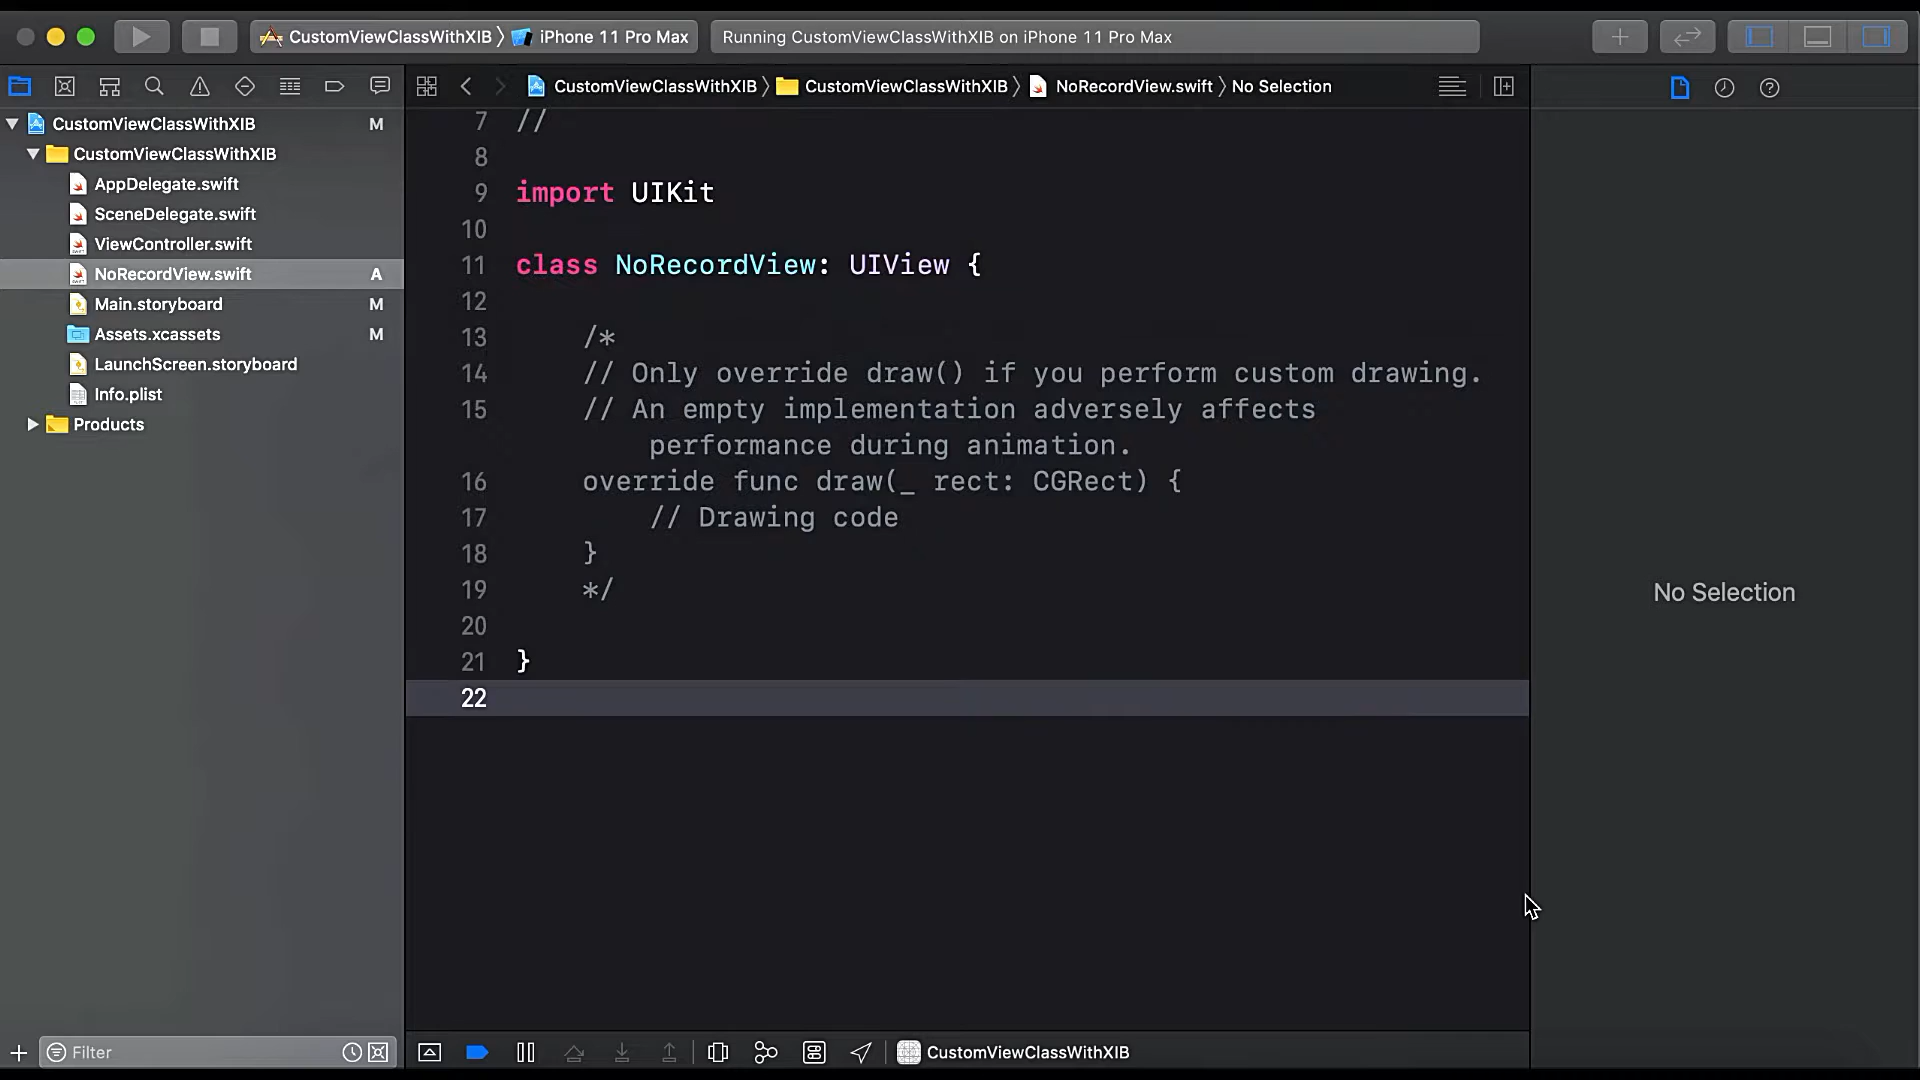 CustomViewClassWithXIB 〉 iPhone 11 Pro Max
Running CustomViewClassWithXIB on iPhone 11 Pro Max
CustomViewClassWithXIB 〉 CustomViewClassWithXIB 〉 NoRecordView.swift 〉 No Selection
CustomViewClassWithXIB M
CustomViewClassWithXIB
AppDelegate.swift
SceneDelegate.swift
ViewController.swift
NoRecordView.swift A
Main.storyboard M
Assets.xcassets M
LaunchScreen.storyboard
Info.plist
Products
7 //
8
9 import UIKit
10
11 class NoRecordView: UIView {
12
13 /*
14 // Only override draw() if you perform custom drawing.
15 // An empty implementation adversely affects
performance during animation.
16 override func draw(_ rect: CGRect) {
17 // Drawing code
18 }
19 */
20
21 }
22
No Selection
Filter
CustomViewClassWithXIB